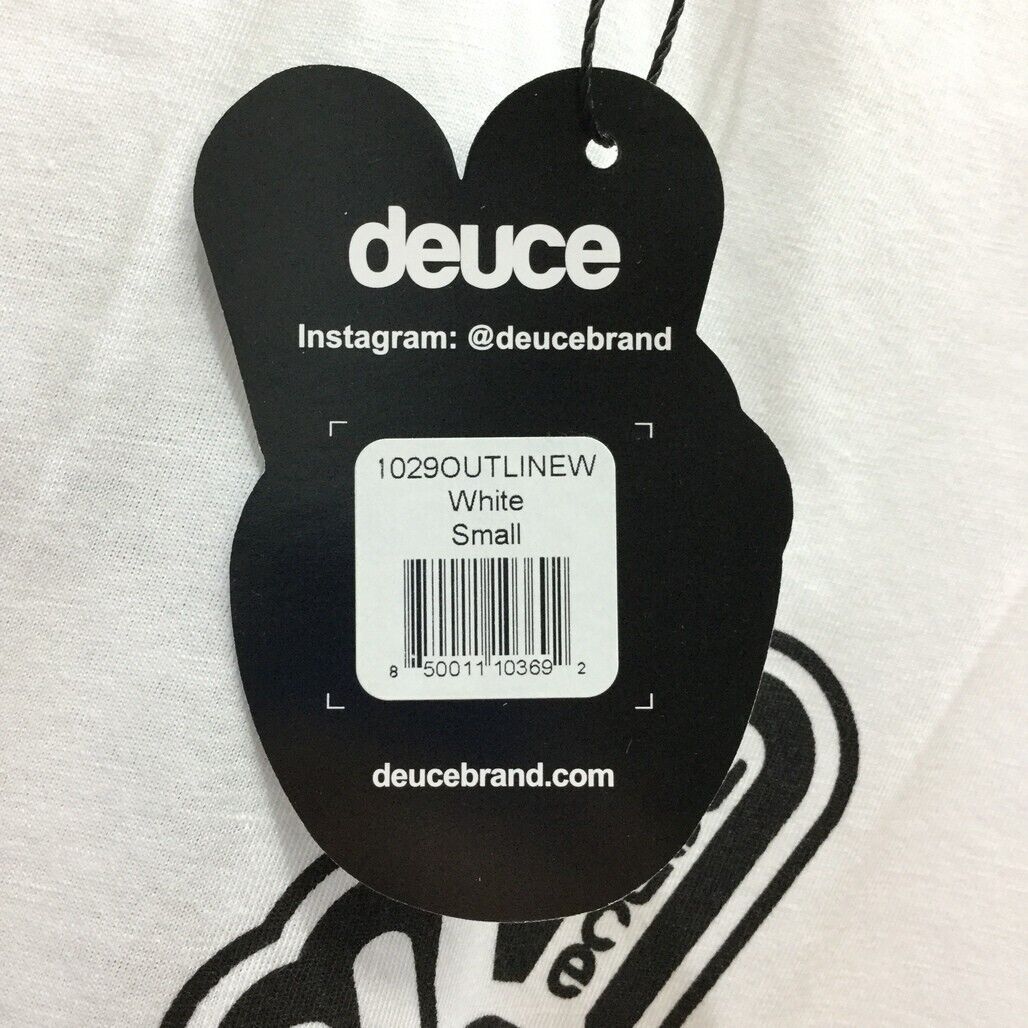 deuce
Instagram: @deucebrand
1029OUTLINEW
White
Small
8 50011 10369 2
deucebrand.com